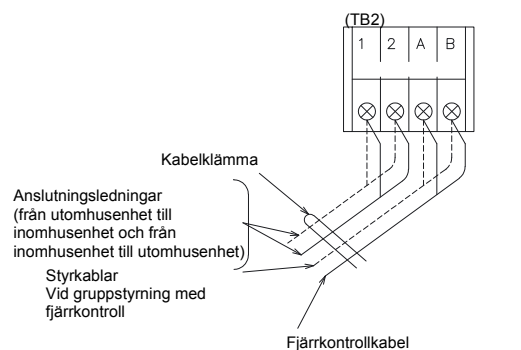 (TB2)
1 2 A B
Kabelklämma
Anslutningsledningar
(från utomhusenhet till
inomhusenhet och från
inomhusenhet till utomhusenhet)
Styrkablar
Vid gruppstyrning med
fjärrkontroll
Fjärrkontrollkabel